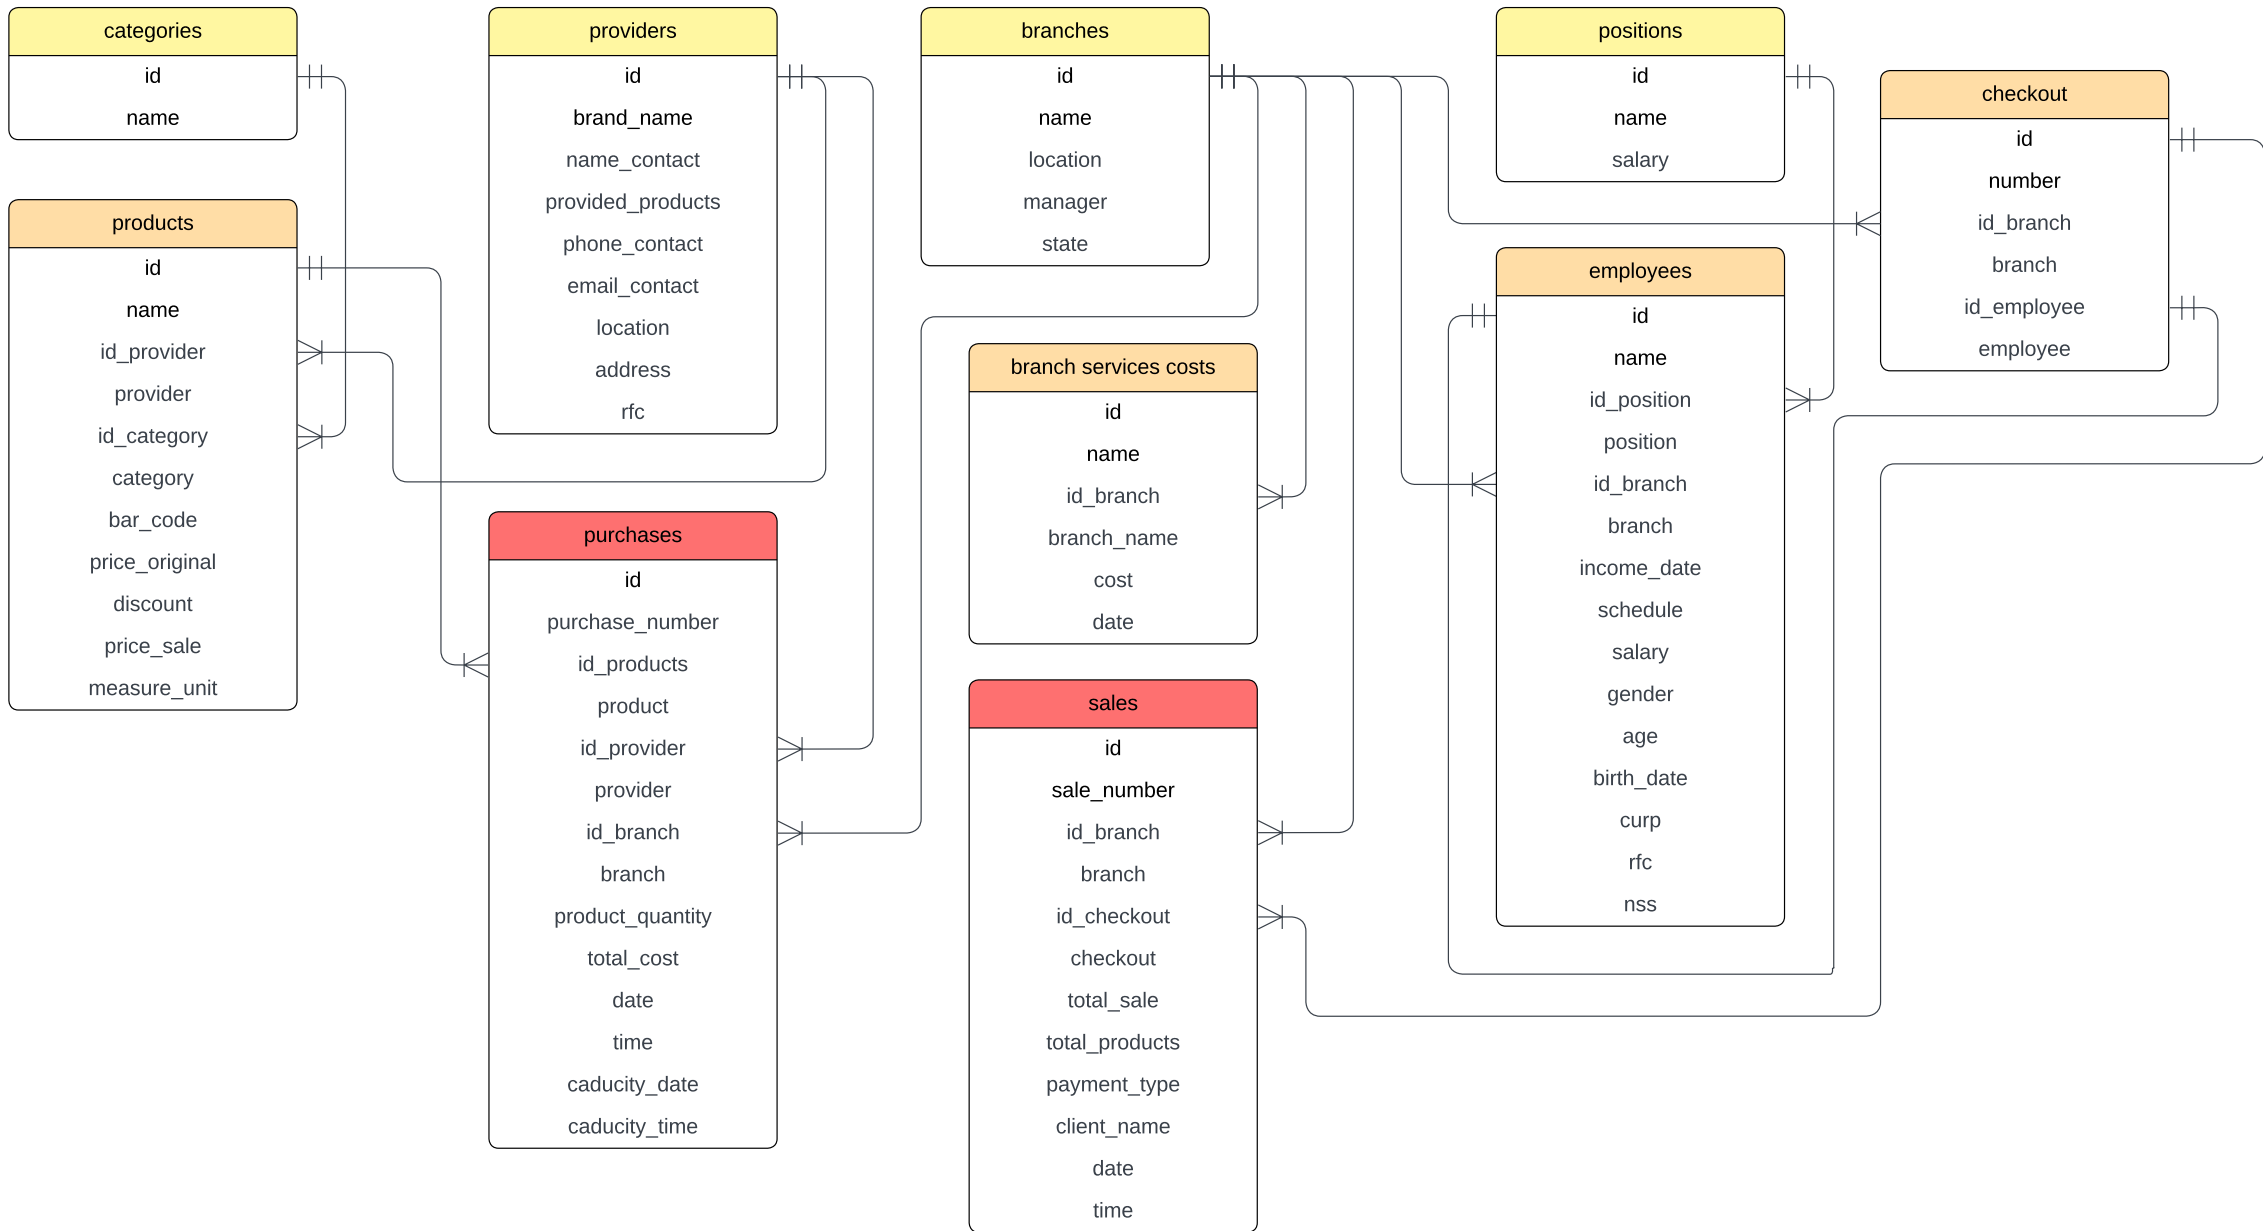 categories
id
name
products
id
name
id_provider
provider
id_category
category
bar_code
price_original
discount
price_sale
measure_unit
providers
id
brand_name
name_contact
provided_products
phone_contact
email_contact
location
address
rfc
purchases
id
purchase_number
id_products
product
id_provider
provider
id_branch
branch
product_quantity
total_cost
date
time
caducity_date
caducity_time
branches
id
name
location
manager
state
branch services costs
id
name
id_branch
branch_name
cost
date
sales
id
sale_number
id_branch
branch
id_checkout
checkout
total_sale
total_products
payment_type
client_name
date
time
positions
id
name
salary
employees
id
name
id_position
position
id_branch
branch
income_date
schedule
salary
gender
age
birth_date
curp
rfc
nss
checkout
id
number
id_branch
branch
id_employee
employee